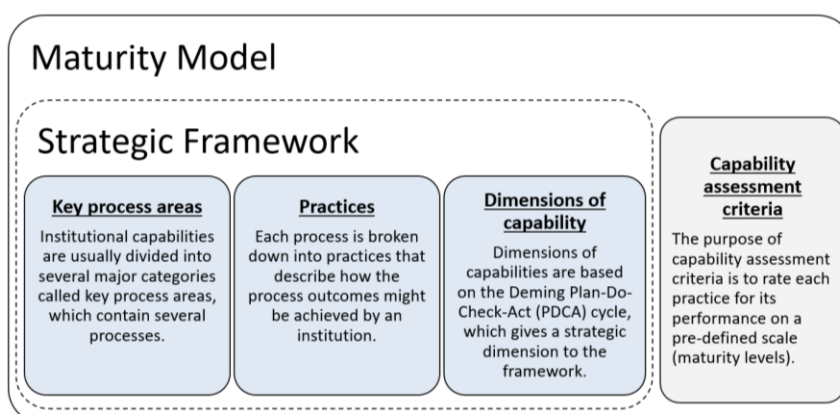 Maturity Model
Strategic Framework
Key process areas
Institutional capabilities
are usually divided into
several major categories
called key process areas,
which contain several
processes.
Practices
Each process is broken
down into practices that
describe how the
process outcomes might
be achieved by an
institution.
Dimensions of
capability
Dimensions of
capabilities are based
on the Deming Plan-Do-
Check-Act (PDCA) cycle,
which gives a strategic
dimension to the
framework.
Capability
assessment
criteria
The purpose of
capability assessment
criteria is to rate each
practice for its
performance on a
pre-defined scale
(maturity levels).